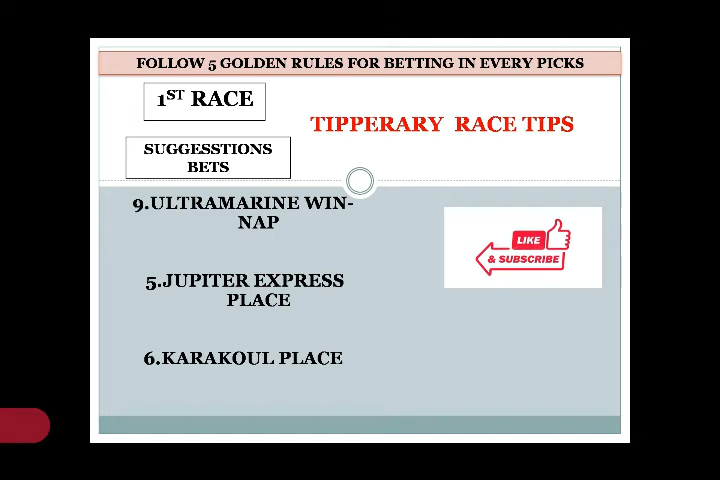 FOLLOW 5 GOLDEN RULES FOR BETTING IN EVERY PICKS
1ST RACE
TIPPERARY RACE TIPS
SUGGESSTIONS
BETS
9.ULTRAMARINE WIN-
NAP
5.JUPITER EXPRESS
PLACE
6.KARAKOUL PLACE
LIKE
& SUBSCRIBE